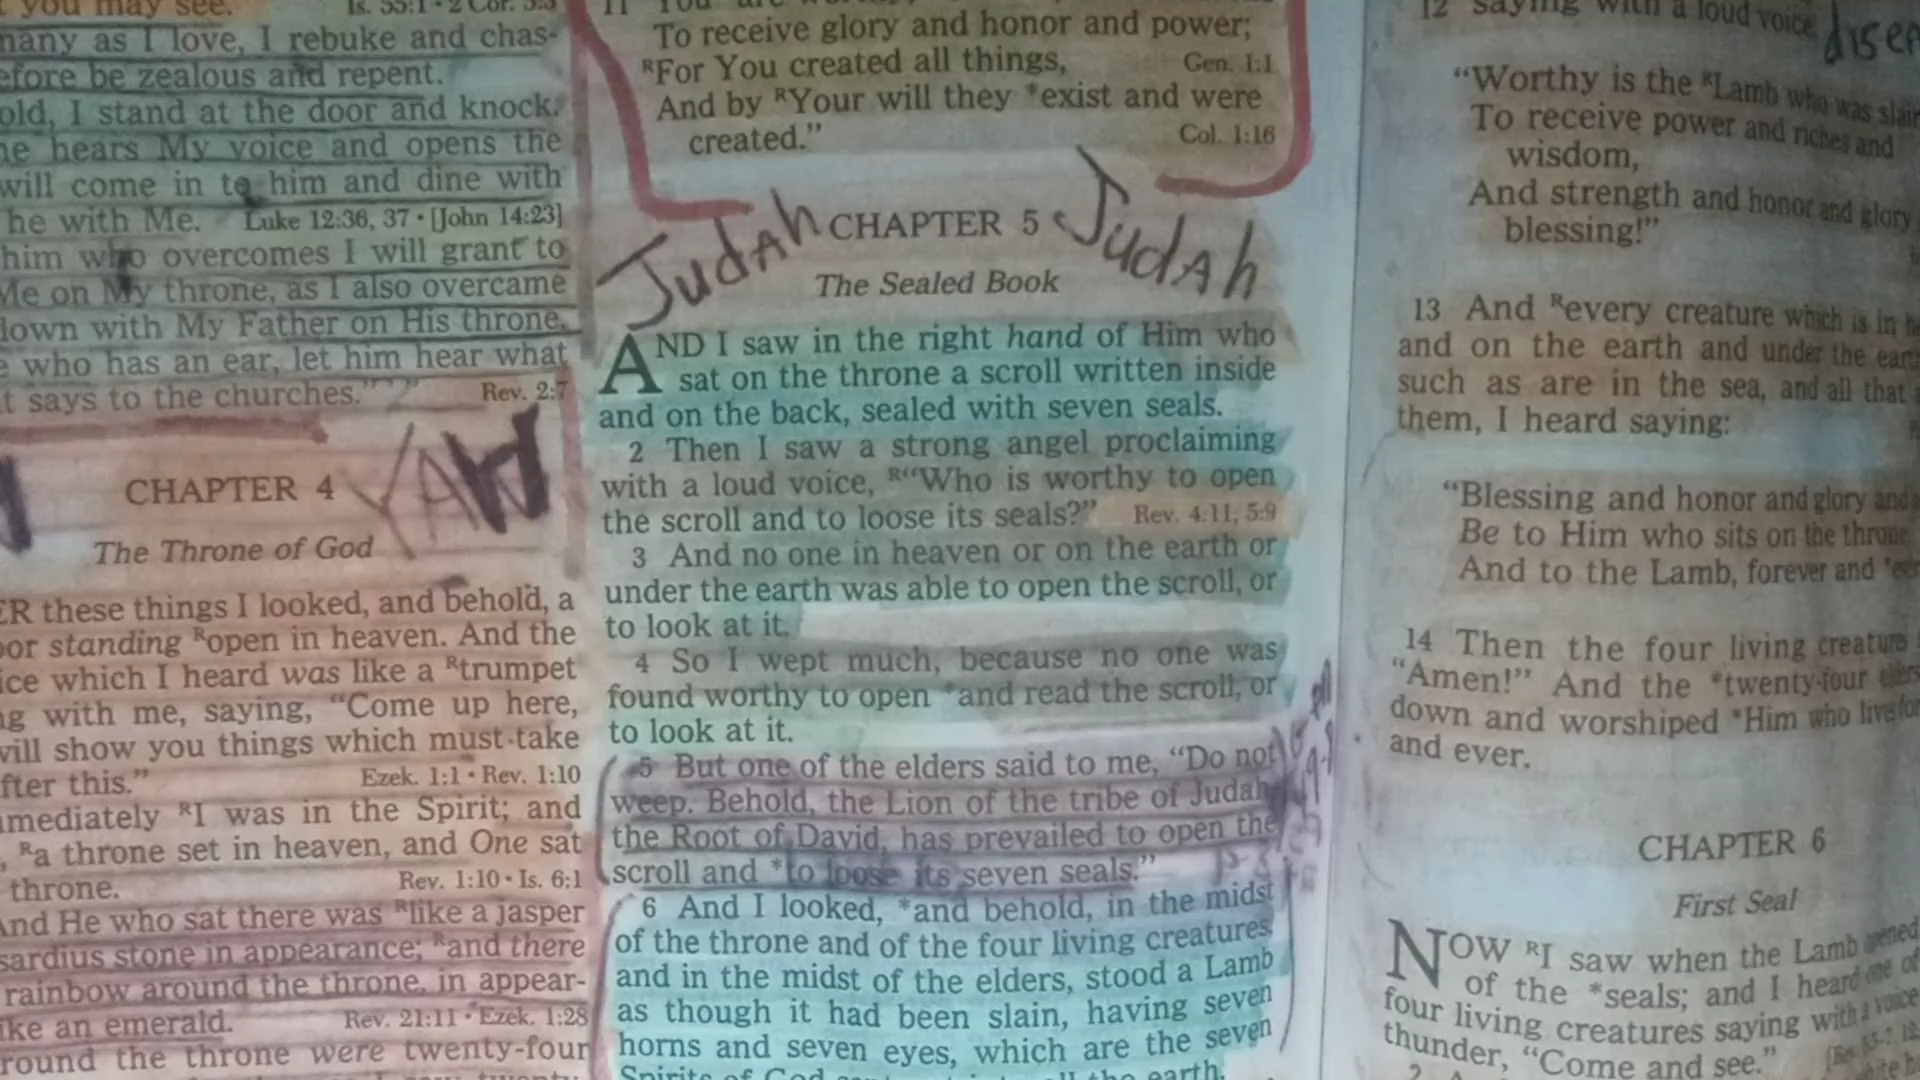 you may see. Is. 55:1 · 2 Cor. 5:3
many as I love, I rebuke and chas-
efore be zealous and repent.
old, I stand at the door and knock.
he hears My voice and opens the
will come in to him and dine with
he with Me. Luke 12:36, 37 · [John 14:23]
him who overcomes I will grant to
Me on My throne, as I also overcame
down with My Father on His throne.
e who has an ear, let him hear what
t says to the churches.”’” Rev. 2:7
CHAPTER 4 YAH
The Throne of God
ER these things I looked, and behold, a
oor standing ᴿopen in heaven. And the
ice which I heard was like a ᴿtrumpet
ng with me, saying, “Come up here,
will show you things which must take
fter this.” Ezek. 1:1 · Rev. 1:10
mmediately ᴿI was in the Spirit; and
, ᴿa throne set in heaven, and One sat
throne. Rev. 1:10 · Is. 6:1
And He who sat there was ᴿlike a jasper
sardius stone in appearance; ᴿand there
rainbow around the throne, in appear-
ike an emerald. Rev. 21:11 · Ezek. 1:28
round the throne were twenty-four
11 You
To receive glory and honor and power;
ᴿFor You created all things, Gen. 1:1
And by ᴿYour will they *exist and were
created.” Col. 1:16
Judah CHAPTER 5 Judah
The Sealed Book
AND I saw in the right hand of Him who
sat on the throne a scroll written inside
and on the back, sealed with seven seals.
2 Then I saw a strong angel proclaiming
with a loud voice, ᴿ“Who is worthy to open
the scroll and to loose its seals?” Rev. 4:11; 5:9
3 And no one in heaven or on the earth or
under the earth was able to open the scroll, or
to look at it.
4 So I wept much, because no one was
found worthy to open *and read the scroll, or
to look at it.
5 But one of the elders said to me, “Do not
weep. Behold, the Lion of the tribe of Judah,
the Root of David, has prevailed to open the
scroll and *to loose its seven seals.”
6 And I looked, *and behold, in the midst
of the throne and of the four living creatures,
and in the midst of the elders, stood a Lamb
as though it had been slain, having seven
horns and seven eyes, which are the seven
Spirits of God the earth.
12 saying with a loud voice
“Worthy is the ᴿLamb who was slain
To receive power and riches and
wisdom,
And strength and honor and glory
blessing!”
13 And ᴿevery creature which is in
and on the earth and under the
such as are in the sea, and all that
them, I heard saying:
“Blessing and honor and glory and
Be to Him who sits on the throne
And to the Lamb, forever and
14 Then the four living
“Amen!” And the *twenty-four
down and worshiped *Him who
and ever.
CHAPTER 6
First Seal
NOW ᴿI saw when the Lamb opened
of the *seals; and I heard one of
four living creatures saying with a voice
thunder, “Come and see.”